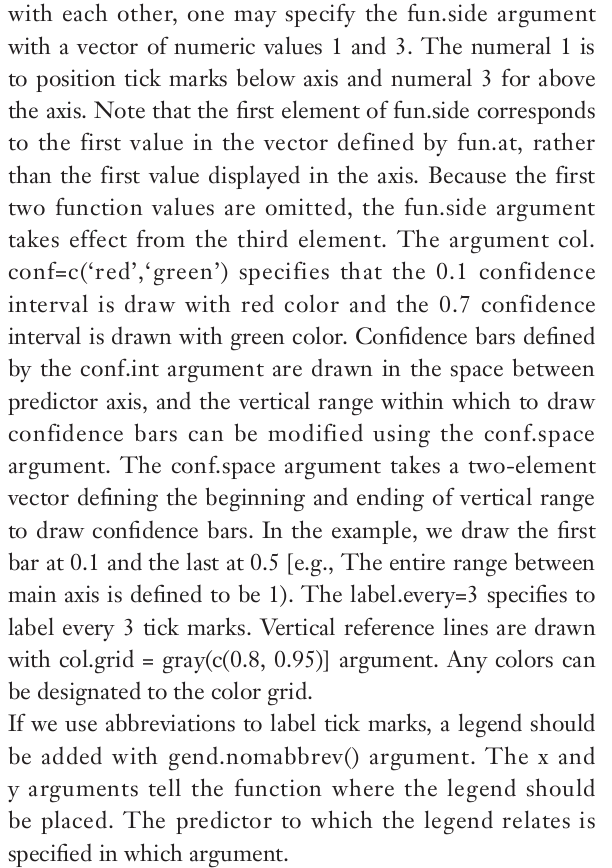 with each other, one may specify the fun.side argument
with a vector of numeric values 1 and 3. The numeral 1 is
to position tick marks below axis and numeral 3 for above
the axis. Note that the first element of fun.side corresponds
to the first value in the vector defined by fun.at, rather
than the first value displayed in the axis. Because the first
two function values are omitted, the fun.side argument
takes effect from the third element. The argument col.
conf=c(‘red’,‘green’) specifies that the 0.1 confidence
interval is draw with red color and the 0.7 confidence
interval is drawn with green color. Confidence bars defined
by the conf.int argument are drawn in the space between
predictor axis, and the vertical range within which to draw
confidence bars can be modified using the conf.space
argument. The conf.space argument takes a two-element
vector defining the beginning and ending of vertical range
to draw confidence bars. In the example, we draw the first
bar at 0.1 and the last at 0.5 [e.g., The entire range between
main axis is defined to be 1). The label.every=3 specifies to
label every 3 tick marks. Vertical reference lines are drawn
with col.grid = gray(c(0.8, 0.95)] argument. Any colors can
be designated to the color grid.
If we use abbreviations to label tick marks, a legend should
be added with gend.nomabbrev() argument. The x and
y arguments tell the function where the legend should
be placed. The predictor to which the legend relates is
specified in which argument.